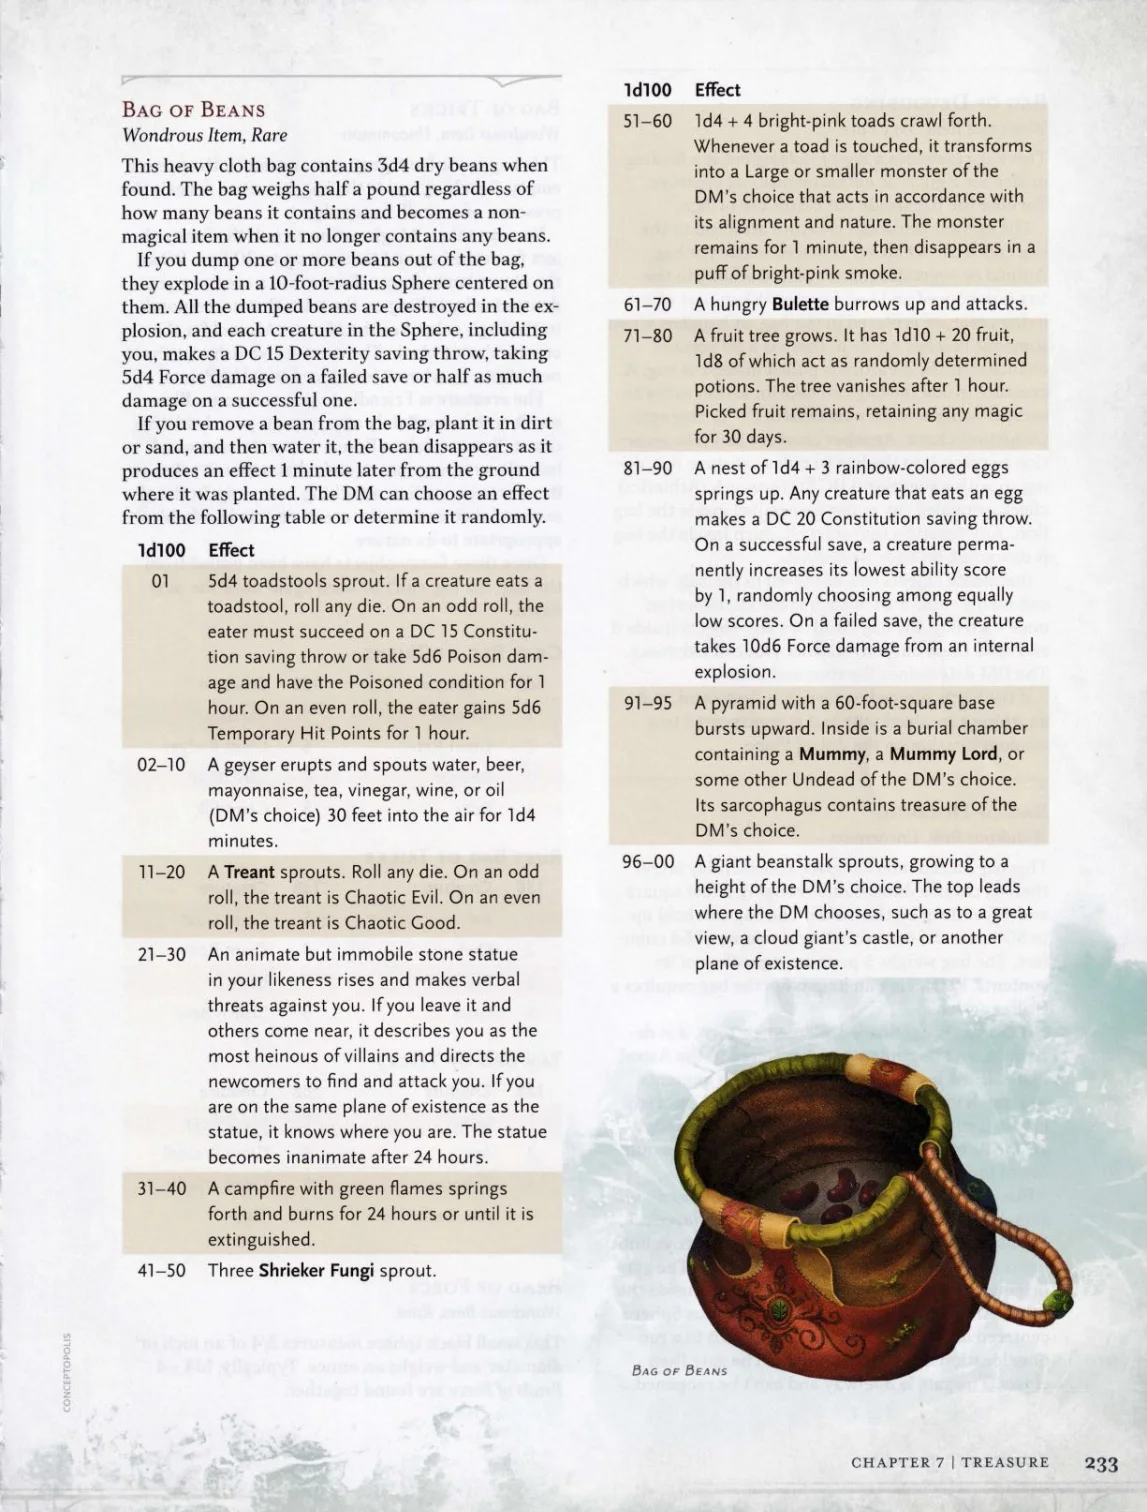 BAG OF BEANS
Wondrous Item, Rare
This heavy cloth bag contains 3d4 dry beans when
found. The bag weighs half a pound regardless of
how many beans it contains and becomes a non-
magical item when it no longer contains any beans.
If you dump one or more beans out of the bag,
they explode in a 10-foot-radius Sphere centered on
them. All the dumped beans are destroyed in the ex-
plosion, and each creature in the Sphere, including
you, makes a DC 15 Dexterity saving throw, taking
5d4 Force damage on a failed save or half as much
damage on a successful one.
If you remove a bean from the bag, plant it in dirt
or sand, and then water it, the bean disappears as it
produces an effect 1 minute later from the ground
where it was planted. The DM can choose an effect
from the following table or determine it randomly.
1d100 Effect
01 5d4 toadstools sprout. If a creature eats a
toadstool, roll any die. On an odd roll, the
eater must succeed on a DC 15 Constitu-
tion saving throw or take 5d6 Poison dam-
age and have the Poisoned condition for 1
hour. On an even roll, the eater gains 5d6
Temporary Hit Points for 1 hour.
02–10 A geyser erupts and spouts water, beer,
mayonnaise, tea, vinegar, wine, or oil
(DM's choice) 30 feet into the air for 1d4
minutes.
11–20 A Treant sprouts. Roll any die. On an odd
roll, the treant is Chaotic Evil. On an even
roll, the treant is Chaotic Good.
21–30 An animate but immobile stone statue
in your likeness rises and makes verbal
threats against you. If you leave it and
others come near, it describes you as the
most heinous of villains and directs the
newcomers to find and attack you. If you
are on the same plane of existence as the
statue, it knows where you are. The statue
becomes inanimate after 24 hours.
31–40 A campfire with green flames springs
forth and burns for 24 hours or until it is
extinguished.
41–50 Three Shrieker Fungi sprout.
1d100 Effect
51–60 1d4 + 4 bright-pink toads crawl forth.
Whenever a toad is touched, it transforms
into a Large or smaller monster of the
DM's choice that acts in accordance with
its alignment and nature. The monster
remains for 1 minute, then disappears in a
puff of bright-pink smoke.
61–70 A hungry Bulette burrows up and attacks.
71–80 A fruit tree grows. It has 1d10 + 20 fruit,
1d8 of which act as randomly determined
potions. The tree vanishes after 1 hour.
Picked fruit remains, retaining any magic
for 30 days.
81–90 A nest of 1d4 + 3 rainbow-colored eggs
springs up. Any creature that eats an egg
makes a DC 20 Constitution saving throw.
On a successful save, a creature perma-
nently increases its lowest ability score
by 1, randomly choosing among equally
low scores. On a failed save, the creature
takes 10d6 Force damage from an internal
explosion.
91–95 A pyramid with a 60-foot-square base
bursts upward. Inside is a burial chamber
containing a Mummy, a Mummy Lord, or
some other Undead of the DM's choice.
Its sarcophagus contains treasure of the
DM's choice.
96–00 A giant beanstalk sprouts, growing to a
height of the DM's choice. The top leads
where the DM chooses, such as to a great
view, a cloud giant's castle, or another
plane of existence.
BAG OF BEANS
CONCEPTOPOLIS
CHAPTER 7 | TREASURE 233